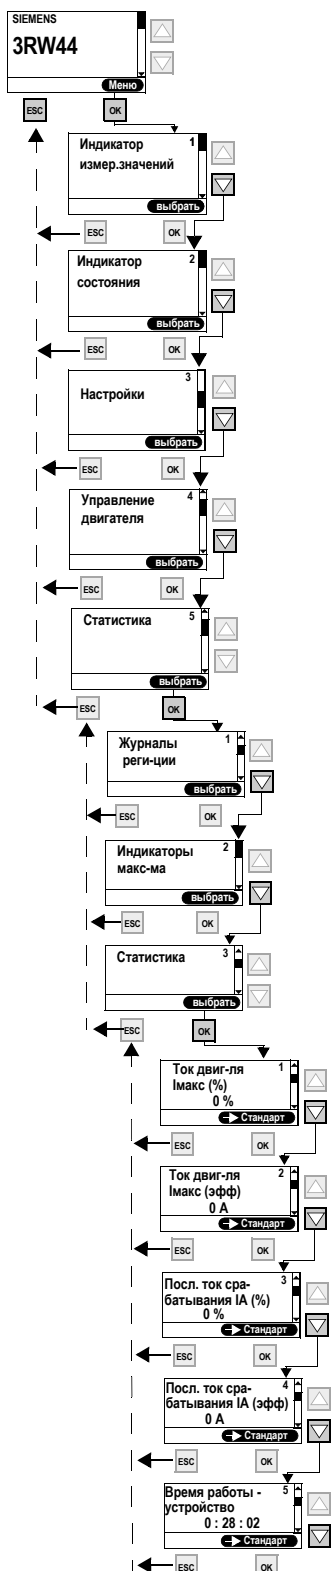 SIEMENS
3RW44
Меню
ESC
OK
Индикатор
измер.значений
1
выбрать
ESC
OK
Индикатор
состояния
2
выбрать
ESC
OK
Настройки
3
выбрать
ESC
OK
Управление
двигателя
4
выбрать
ESC
OK
Статистика
5
выбрать
ESC
OK
Журналы
реги-ции
1
выбрать
ESC
OK
Индикаторы
макс-ма
2
выбрать
ESC
OK
Статистика
3
выбрать
ESC
OK
Ток двиг-ля
Iмакс (%)
0 %
1
Стандарт
ESC
OK
Ток двиг-ля
Iмакс (эфф)
0 A
2
Стандарт
ESC
OK
Посл. ток сра-
батывания IA (%)
0 %
3
Стандарт
ESC
OK
Посл. ток сра-
батывания IA (эфф)
0 A
4
Стандарт
ESC
OK
Время работы -
устройство
0 : 28 : 02
5
Стандарт
ESC
OK